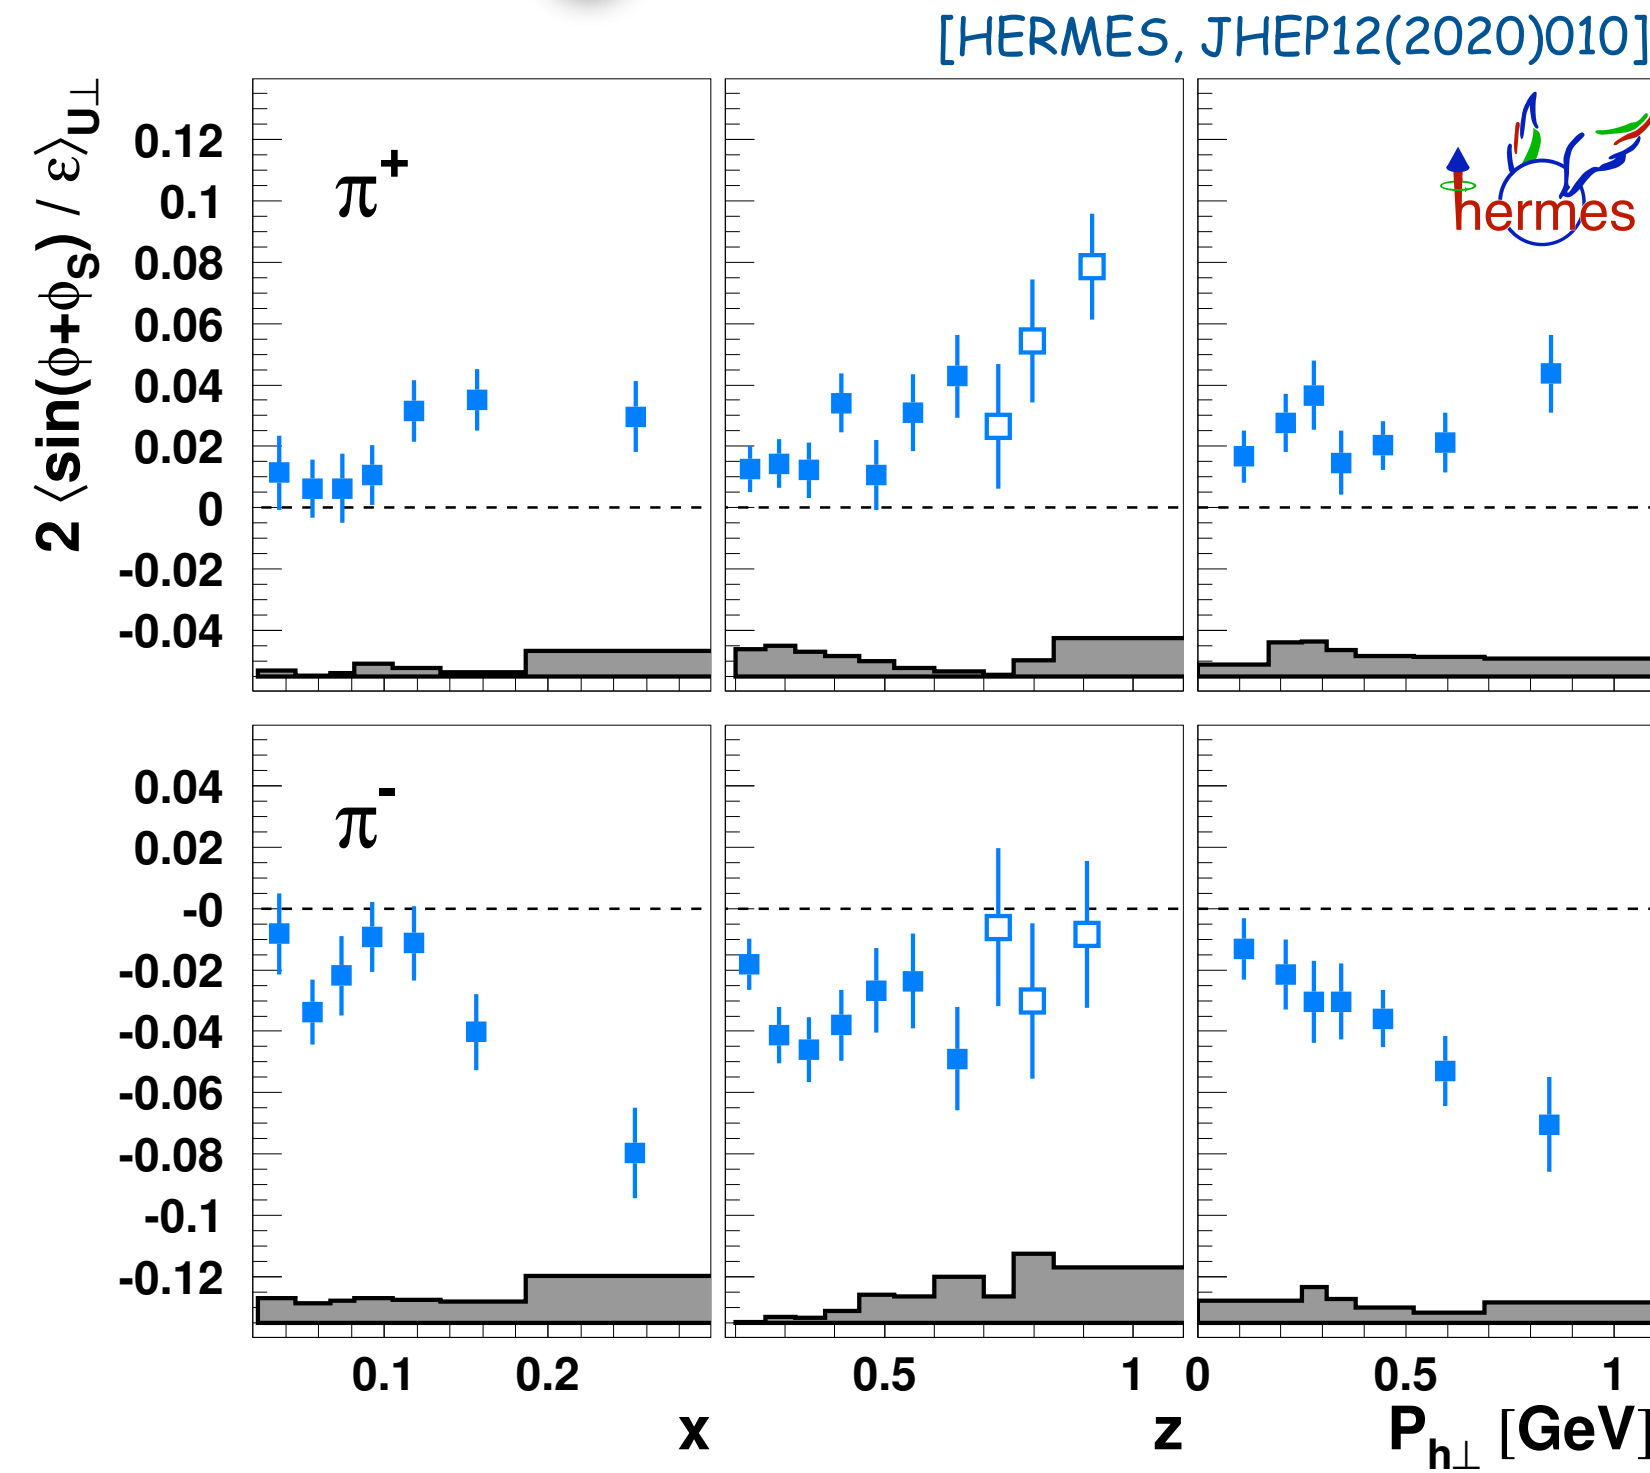 [HERMES, JHEP12(2020)010]
2 ⟨sin(ϕ+ϕS) / ε⟩U⊥
0.12
0.1
0.08
0.06
0.04
0.02
0
-0.02
-0.04
π+
hermes
0.04
0.02
-0
-0.02
-0.04
-0.06
-0.08
-0.1
-0.12
π-
0.1 0.2 0.5 1 0 0.5 1
x z Ph⊥ [GeV]